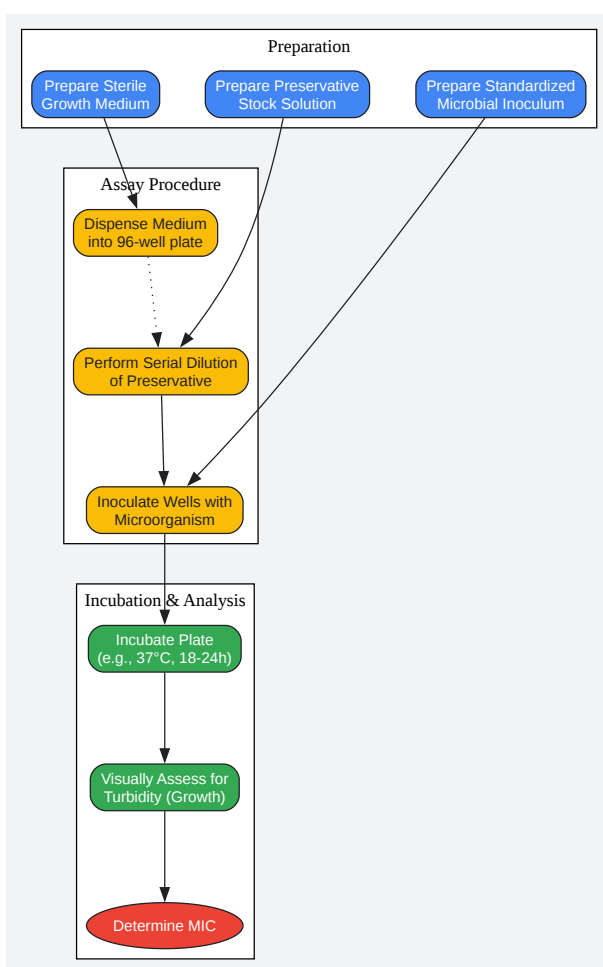 Preparation
Prepare Sterile
Growth Medium
Prepare Preservative
Stock Solution
Prepare Standardized
Microbial Inoculum
Assay Procedure
Dispense Medium
into 96-well plate
Perform Serial Dilution
of Preservative
Inoculate Wells with
Microorganism
Incubation & Analysis
Incubate Plate
(e.g., 37°C, 18-24h)
Visually Assess for
Turbidity (Growth)
Determine MIC